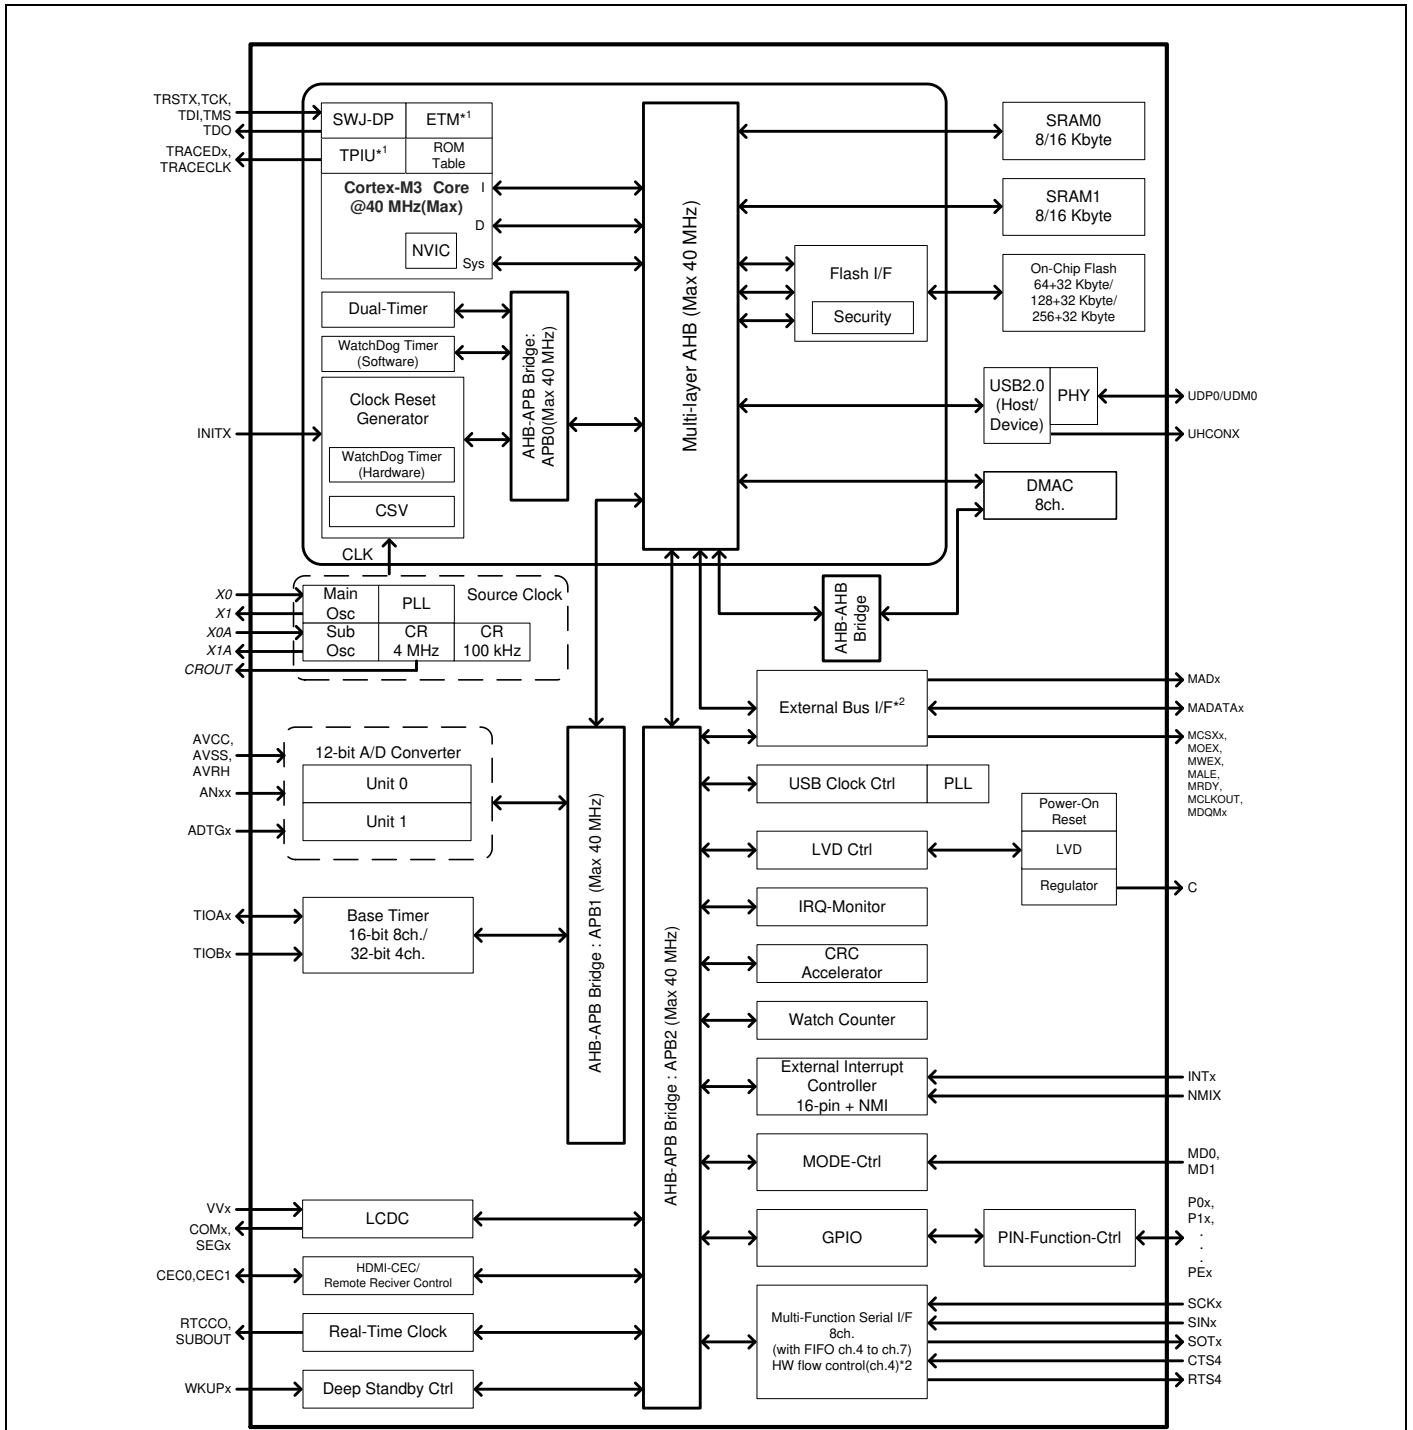 TRSTX,TCK,
TDI,TMS
TDO
TRACEDx,
TRACECLK
SWJ-DP
ETM*1
TPIU*1
ROM
Table
Cortex-M3 Core
@40 MHz(Max)
I
D
Sys
NVIC
Dual-Timer
WatchDog Timer
(Software)
Clock Reset
Generator
WatchDog Timer
(Hardware)
CSV
INITX
CLK
AHB-APB Bridge:
APB0(Max 40 MHz)
Multi-layer AHB (Max 40 MHz)
SRAM0
8/16 Kbyte
SRAM1
8/16 Kbyte
Flash I/F
Security
On-Chip Flash
64+32 Kbyte/
128+32 Kbyte/
256+32 Kbyte
USB2.0
(Host/
Device)
PHY
UDP0/UDM0
UHCONX
DMAC
8ch.
AHB-AHB
Bridge
X0
X1
X0A
X1A
CROUT
Main
Osc
PLL
Source Clock
Sub
Osc
CR
4 MHz
CR
100 kHz
AVCC,
AVSS,
AVRH
ANxx
ADTGx
12-bit A/D Converter
Unit 0
Unit 1
TIOAx
TIOBx
Base Timer
16-bit 8ch./
32-bit 4ch.
AHB-APB Bridge : APB1 (Max 40 MHz)
AHB-APB Bridge : APB2 (Max 40 MHz)
External Bus I/F*2
MADx
MADATAx
MCSXx,
MOEX,
MWEX,
MALE,
MRDY,
MCLKOUT,
MDQMx
USB Clock Ctrl
PLL
LVD Ctrl
Power-On
Reset
LVD
Regulator
C
IRQ-Monitor
CRC
Accelerator
Watch Counter
External Interrupt
Controller
16-pin + NMI
INTx
NMIX
MODE-Ctrl
MD0,
MD1
GPIO
PIN-Function-Ctrl
P0x,
P1x,
.
.
.
PEx
Multi-Function Serial I/F
8ch.
(with FIFO ch.4 to ch.7)
HW flow control(ch.4)*2
SCKx
SINx
SOTx
CTS4
RTS4
VVx
COMx,
SEGx
LCDC
CEC0,CEC1
HDMI-CEC/
Remote Reciver Control
RTCCO,
SUBOUT
Real-Time Clock
WKUPx
Deep Standby Ctrl